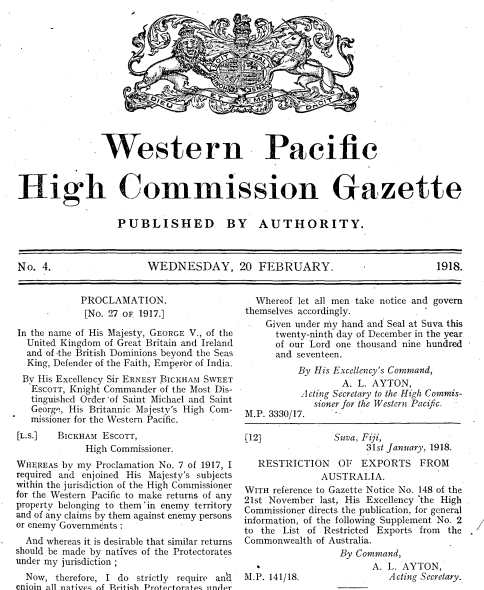 DIEU ET MON DROIT
Western Pacific
High Commission Gazette
PUBLISHED BY AUTHORITY.
No. 4. WEDNESDAY, 20 FEBRUARY. 1918.
PROCLAMATION.
[No. 27 OF 1917.]
In the name of His Majesty, GEORGE V., of the
United Kingdom of Great Britain and Ireland
and of the British Dominions beyond the Seas
King, Defender of the Faith, Emperor of India.
By His Excellency Sir ERNEST BICKHAM SWEET
ESCOTT, Knight Commander of the Most Dis-
tinguished Order of Saint Michael and Saint
George, His Britannic Majesty's High Com-
missioner for the Western Pacific.
[L.S.] BICKHAM ESCOTT,
High Commissioner.
WHEREAS by my Proclamation No. 7 of 1917, I
required and enjoined His Majesty's subjects
within the jurisdiction of the High Commissioner
for the Western Pacific to make returns of any
property belonging to them in enemy territory
and of any claims by them against enemy persons
or enemy Governments :
And whereas it is desirable that similar returns
should be made by natives of the Protectorates
under my jurisdiction ;
Now, therefore, I do strictly require and
enjoin all natives of British Protectorates under
Whereof let all men take notice and govern
themselves accordingly.
Given under my hand and Seal at Suva this
twenty-ninth day of December in the year
of our Lord one thousand nine hundred
and seventeen.
By His Excellency's Command,
A. L. AYTON,
Acting Secretary to the High Commis-
sioner for the Western Pacific.
M.P. 3330/17.
[12] Suva, Fiji,
31st January, 1918.
RESTRICTION OF EXPORTS FROM
AUSTRALIA.
WITH reference to Gazette Notice No. 148 of the
21st November last, His Excellency the High
Commissioner directs the publication, for general
information, of the following Supplement No. 2
to the List of Restricted Exports from the
Commonwealth of Australia.
By Command,
A. L. AYTON,
M.P. 141/18. Acting Secretary.